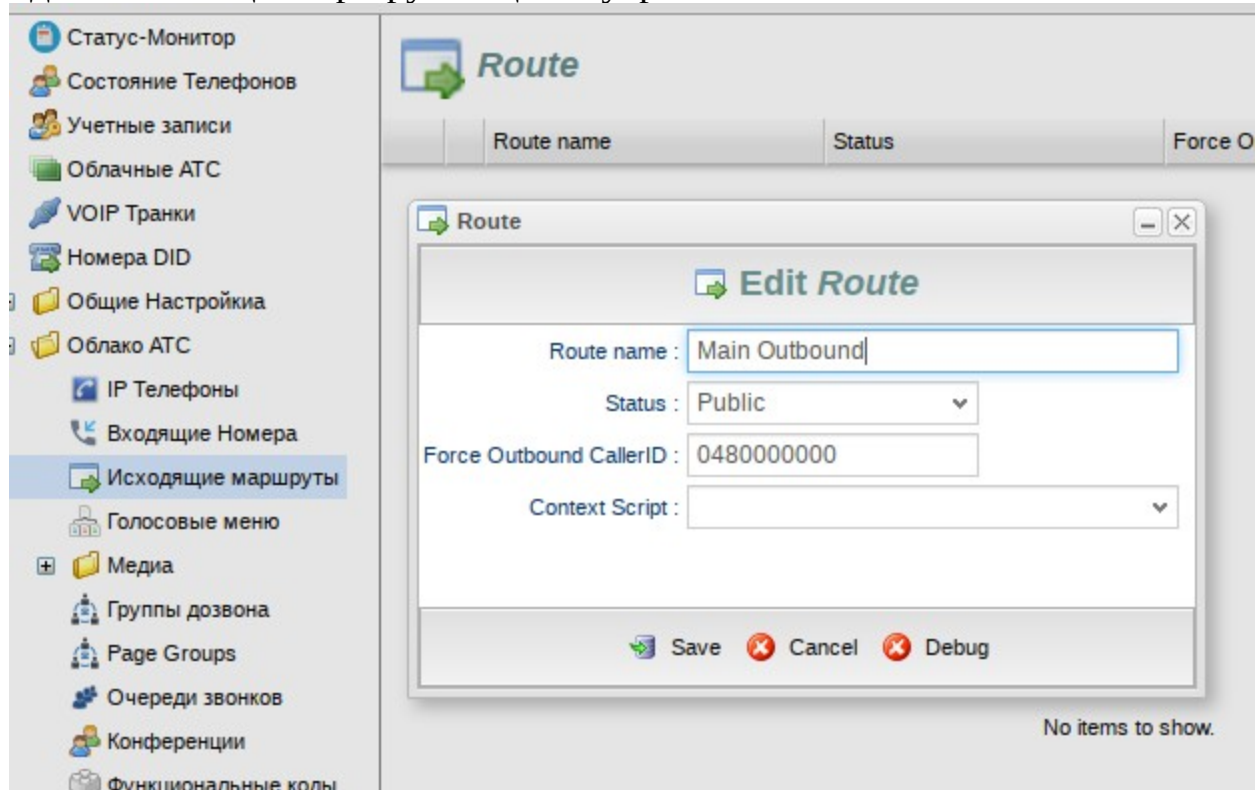 Статус-Монитор
Состояние Телефонов
Учетные записи
Облачные АТС
VOIP Транки
Номера DID
Общие Настройкиа
Облако АТС
IP Телефоны
Входящие Номера
Исходящие маршруты
Голосовые меню
Медиа
Группы дозвона
Page Groups
Очереди звонков
Конференции
Функциональные коды
Route
Route name Status Force O
Route
Edit Route
Route name : Main Outbound
Status : Public
Force Outbound CallerID : 0480000000
Context Script :
Save Cancel Debug
No items to show.